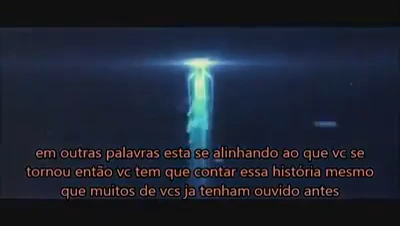 em outras palavras esta se alinhando ao que vc se
tornou então vc tem que contar essa história mesmo
que muitos de vcs ja tenham ouvido antes